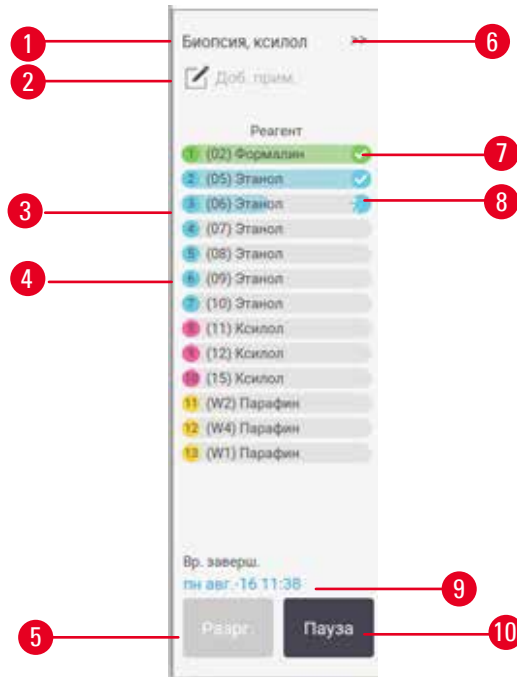 1
Биопсия, ксилол >> 6
2
Доб. прим.
Реагент
1 (02) Формалин 7
2 (05) Этанол
3 3 (06) Этанол 8
4 (07) Этанол
4 5 (08) Этанол
6 (09) Этанол
7 (10) Этанол
8 (11) Ксилол
9 (12) Ксилол
10 (15) Ксилол
11 (W2) Парафин
12 (W4) Парафин
13 (W1) Парафин
Вр. заверш.
пн авг.-16 11:38 9
5 Разрг. Пауза 10